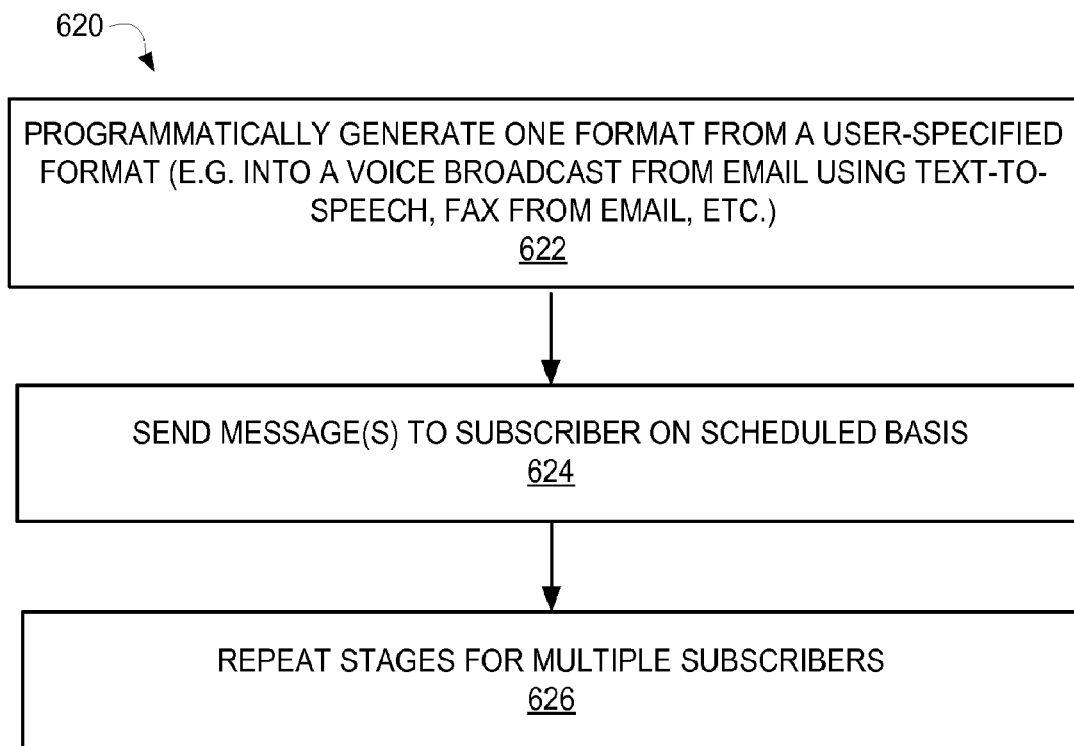 620
PROGRAMMATICALLY GENERATE ONE FORMAT FROM A USER-SPECIFIED
FORMAT (E.G. INTO A VOICE BROADCAST FROM EMAIL USING TEXT-TO-
SPEECH, FAX FROM EMAIL, ETC.)
622
SEND MESSAGE(S) TO SUBSCRIBER ON SCHEDULED BASIS
624
REPEAT STAGES FOR MULTIPLE SUBSCRIBERS
626